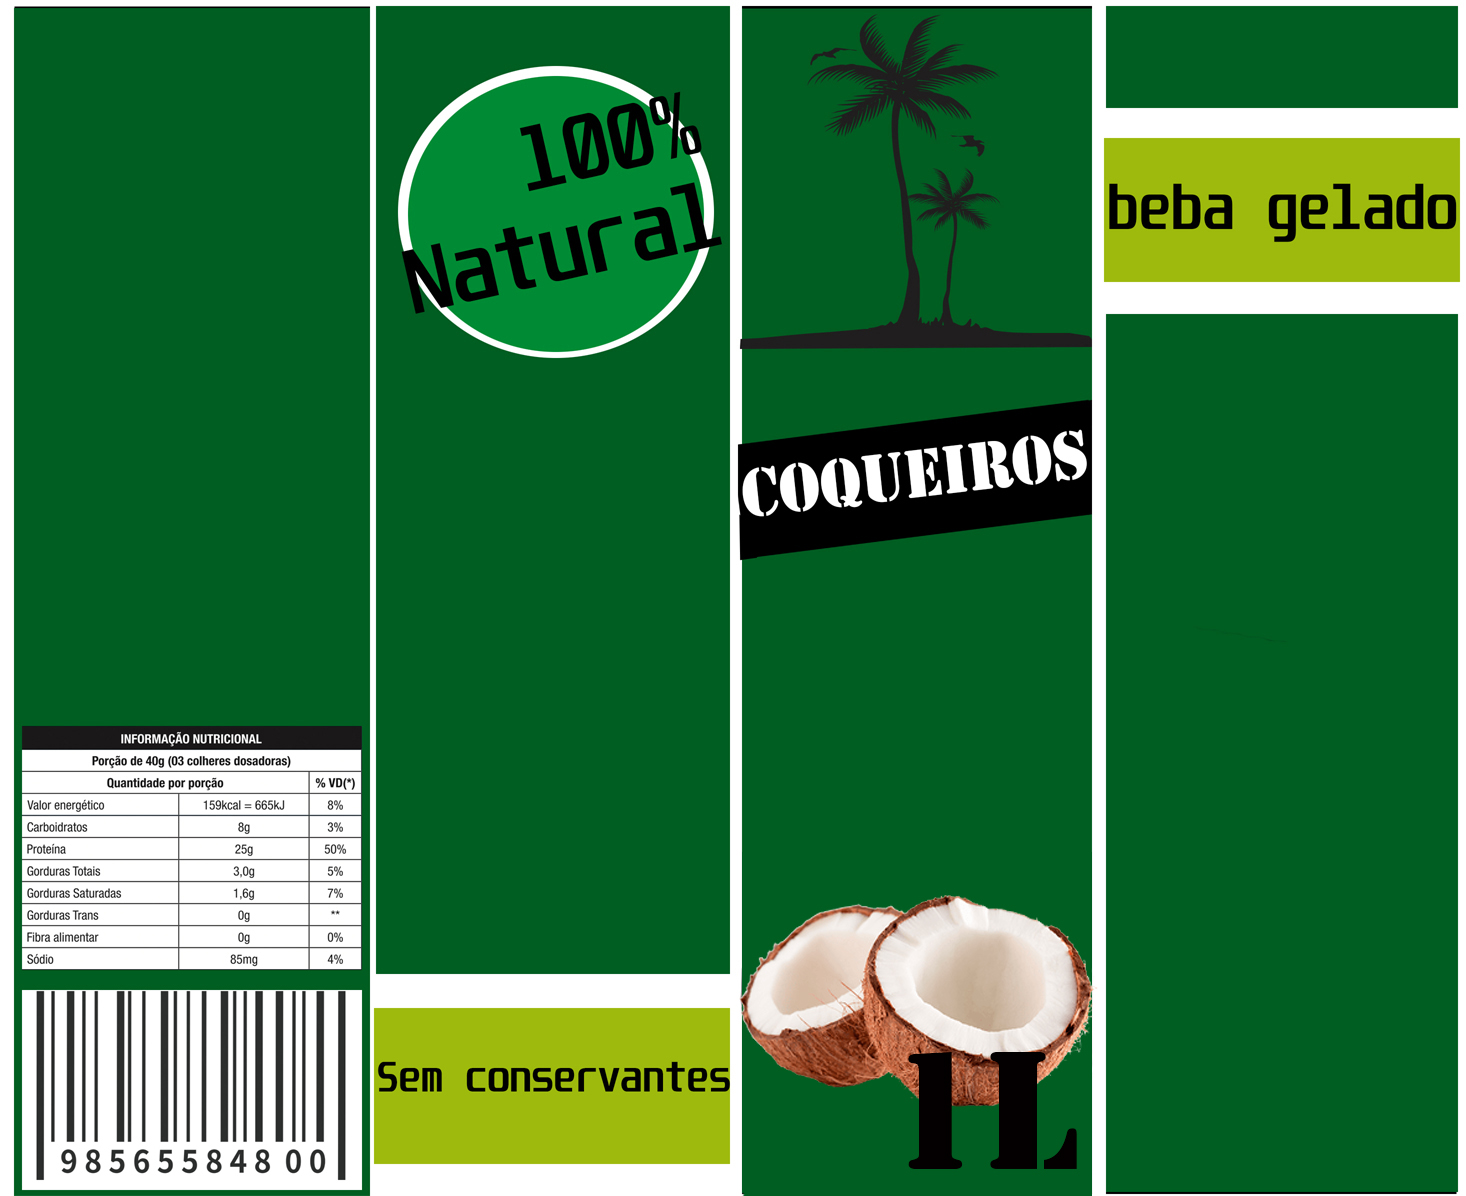 INFORMAÇÃO NUTRICIONAL
Porção de 40g (03 colheres dosadoras)
Quantidade por porção % VD(*)
Valor energético 159kcal = 665kJ 8%
Carboidratos 8g 3%
Proteína 25g 50%
Gorduras Totais 3,0g 5%
Gorduras Saturadas 1,6g 7%
Gorduras Trans 0g **
Fibra alimentar 0g 0%
Sódio 85mg 4%
985655848 00
100%
Natural
Sem conservantes
COQUEIROS
1L
beba gelado